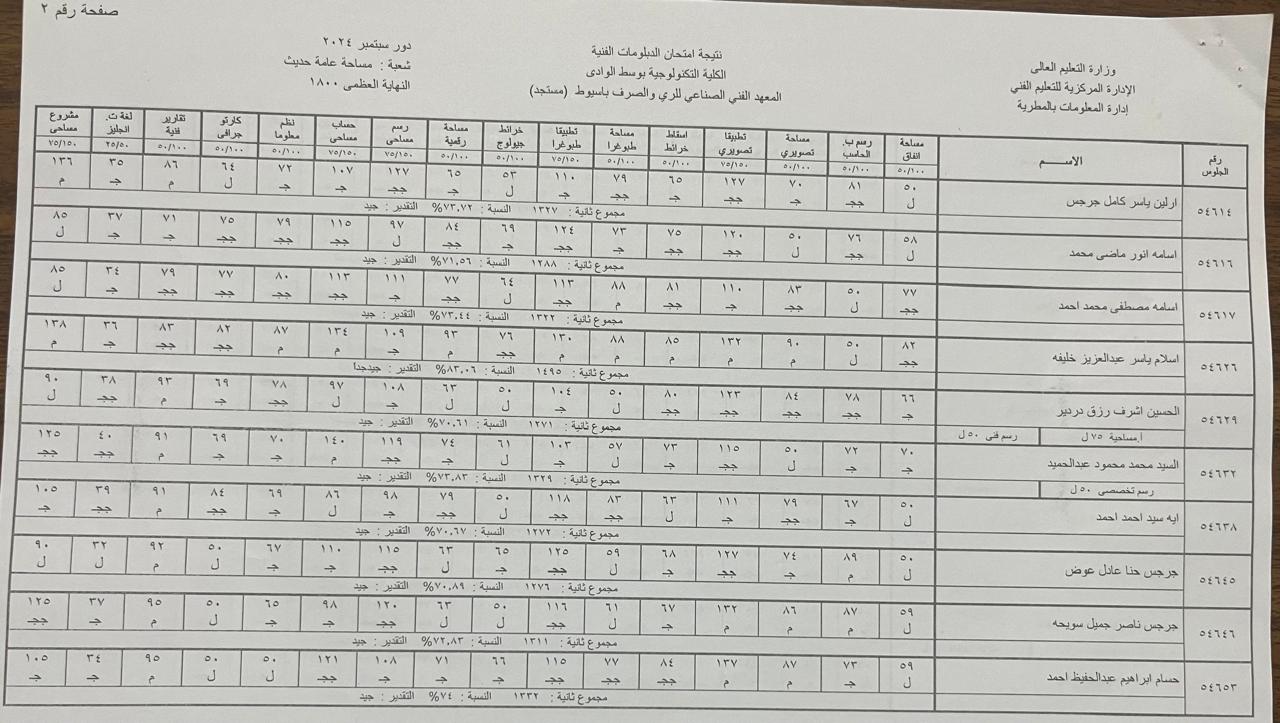 صفحة رقم ٢
وزارة التعليم العالى
الإدارة المركزية للتعليم الفني
إدارة المعلومات بالمطرية
نتيجة امتحان الدبلومات الفنية
الكلية التكنولوجية بوسط الوادى
المعهد الفني الصناعي للري والصرف باسيوط (مستجد)
دور سبتمبر ٢٠٢٤
شعبة : مساحة عامة حديث
النهاية العظمى ١٨٠٠
رقم الجلوس الاســـم مساحة انفاق رسم ب. الحاسب مساحة تصويري تطبيقا تصويري اسقاط خرائط مساحة طبوغرا تطبيقا طبوغرا خرائط جيولوج مساحة رقمية رسم مساحى حساب مساحى نظم معلوما كارتو جرافى تقارير فنية لغة ت. انجليز مشروع مساحى
٥٠/١٠٠ ٥٠/١٠٠ ٥٠/١٠٠ ٧٥/١٥٠ ٥٠/١٠٠ ٥٠/١٠٠ ٧٥/١٥٠ ٥٠/١٠٠ ٥٠/١٠٠ ٧٥/١٥٠ ٧٥/١٥٠ ٥٠/١٠٠ ٥٠/١٠٠ ٥٠/١٠٠ ٢٥/٥٠ ٧٥/١٥٠
٥٤٦١٤ ارلين ياسر كامل جرجس ٥٠ ٨١ ٧٠ ١٢٧ ٦٥ ٧٩ ١١٠ ٥٣ ٦٥ ١٢٧ ١٠٧ ٧٢ ٦٤ ٨٦ ٣٥ ١٣٦
ل جج ج جج ج جج ج ل ج جج ج ج ل م ج م
مجموع ثانية : ١٣٢٧ النسبة : ٧٣,٧٢% التقدير : جيد
٥٤٦١٦ اسامه انور ماضى محمد ٥٨ ٧٦ ٥٠ ١٢٠ ٧٥ ٧٣ ١٢٤ ٦٩ ٨٤ ٩٧ ١١٥ ٧٩ ٧٥ ٧١ ٣٧ ٨٥
ل جج ل جج جج ج جج ج جج ل جج جج جج ج ج ل
مجموع ثانية : ١٢٨٨ النسبة : ٧١,٥٦% التقدير : جيد
٥٤٦١٧ اسامه مصطفى محمد احمد ٧٧ ٥٠ ٨٣ ١١٠ ٨١ ٨٨ ١١٣ ٦٤ ٧٧ ١١١ ١١٣ ٨٠ ٧٧ ٧٩ ٣٤ ٨٥
جج ل جج ج جج م جج ل جج ج جج جج جج جج ج ل
مجموع ثانية : ١٣٢٢ النسبة : ٧٣,٤٤% التقدير : جيد
٥٤٦٢٦ اسلام ياسر عبدالعزيز خليفه ٨٢ ٥٠ ٩٠ ١٣٢ ٨٥ ٨٨ ١٣٠ ٧٦ ٩٣ ١٠٩ ١٣٤ ٨٧ ٨٢ ٨٣ ٣٦ ١٣٨
جج ل م م م م م جج م ج م م جج جج ج م
مجموع ثانية : ١٤٩٥ النسبة : ٨٣,٠٦% التقدير : جيدجدا
٥٤٦٢٩ الحسين اشرف رزق دردير ٦٦ ٧٨ ٨٤ ١٢٣ ٨٠ ٥٠ ١٠٤ ٥٠ ٦٣ ١٠٨ ٩٧ ٧٨ ٦٩ ٩٣ ٣٨ ٩٠
ج جج جج جج جج ل ج ل ل ج ل جج ج م جج ل
مجموع ثانية : ١٢٧١ النسبة : ٧٠,٦١% التقدير : جيد
أ.مساحية ٧٥ ل رسم فنى ٥٠ ل
٥٤٦٣٢ السيد محمد محمود عبدالحميد ٧٠ ٧٢ ٥٠ ١١٥ ٧٣ ٥٧ ١٠٣ ٦١ ٧٤ ١١٩ ١٤٠ ٧٠ ٦٩ ٩١ ٤٠ ١٢٥
ج ج ل جج ج ل ج ل ج جج م ج ج م جج جج
مجموع ثانية : ١٣٢٩ النسبة : ٧٣,٨٣% التقدير : جيد
رسم تخصصى ٥٠ ل
٥٤٦٣٨ ايه سيد احمد احمد ٥٠ ٦٧ ٧٩ ١١١ ٦٣ ٨٣ ١١٨ ٥٠ ٧٩ ٩٨ ٨٦ ٦٩ ٨٤ ٩١ ٣٩ ١٠٥
ل ج جج ج ل جج جج ل جج ج ل ج جج م جج ج
مجموع ثانية : ١٢٧٢ النسبة : ٧٠,٦٧% التقدير : جيد
٥٤٦٤٥ جرجس حنا عادل عوض ٥٠ ٨٩ ٧٤ ١٢٧ ٦٨ ٥٩ ١٢٥ ٦٥ ٦٣ ١١٥ ١١٠ ٦٧ ٥٠ ٩٢ ٣٢ ٩٠
ل م ج جج ج ل جج ج ل جج ج ج ل م ل ل
مجموع ثانية : ١٢٧٦ النسبة : ٧٠,٨٩% التقدير : جيد
٥٤٦٤٦ جرجس ناصر جميل سويحه ٥٩ ٨٧ ٨٦ ١٣٢ ٦٧ ٦١ ١١٦ ٥٠ ٦٣ ١٢٠ ٩٨ ٦٥ ٥٠ ٩٥ ٣٧ ١٢٥
ل م م م ج ل جج ل ل جج ج ج ل م ج جج
مجموع ثانية : ١٣١١ النسبة : ٧٢,٨٣% التقدير : جيد
٥٤٦٥٣ حسام ابراهيم عبدالحفيظ احمد ٥٩ ٧٣ ٨٧ ١٣٧ ٨٤ ٧٧ ١١٥ ٦٦ ٧١ ١٠٨ ١٢١ ٥٠ ٥٠ ٩٥ ٣٤ ١٠٥
ل ج م م جج جج جج ج ج ج جج ل ل م ج ج
مجموع ثانية : ١٣٣٢ النسبة : ٧٤% التقدير : جيد